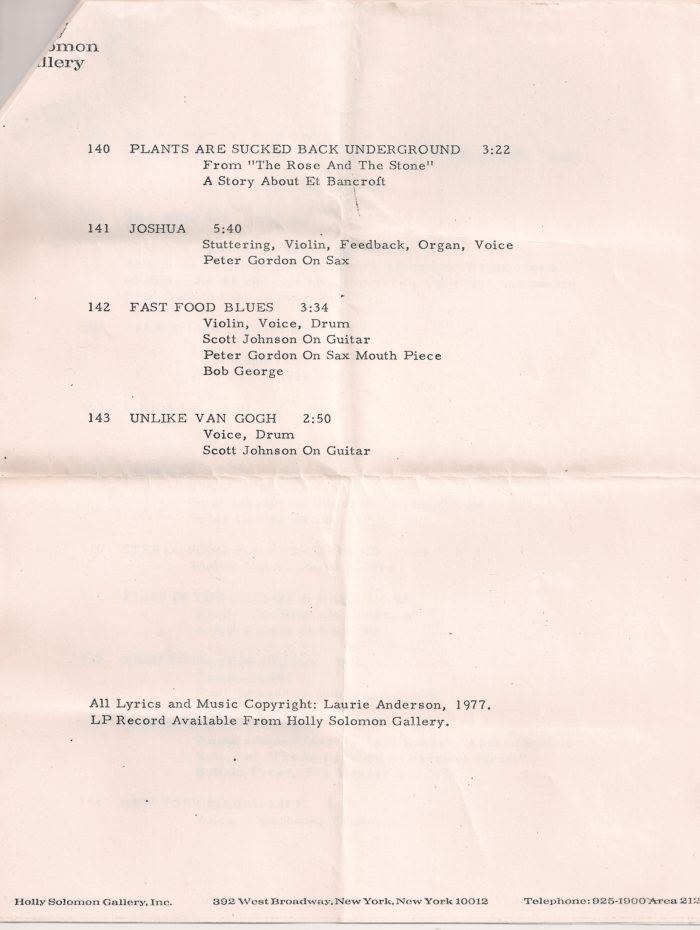 Solomon
Gallery
140 PLANTS ARE SUCKED BACK UNDERGROUND 3:22
From "The Rose And The Stone"
A Story About Et Bancroft
141 JOSHUA 5:40
Stuttering, Violin, Feedback, Organ, Voice
Peter Gordon On Sax
142 FAST FOOD BLUES 3:34
Violin, Voice, Drum
Scott Johnson On Guitar
Peter Gordon On Sax Mouth Piece
Bob George
143 UNLIKE VAN GOGH 2:50
Voice, Drum
Scott Johnson On Guitar
All Lyrics and Music Copyright: Laurie Anderson, 1977.
LP Record Available From Holly Solomon Gallery.
Holly Solomon Gallery, Inc. 392 West Broadway, New York, New York 10012 Telephone: 925-1900 Area 212